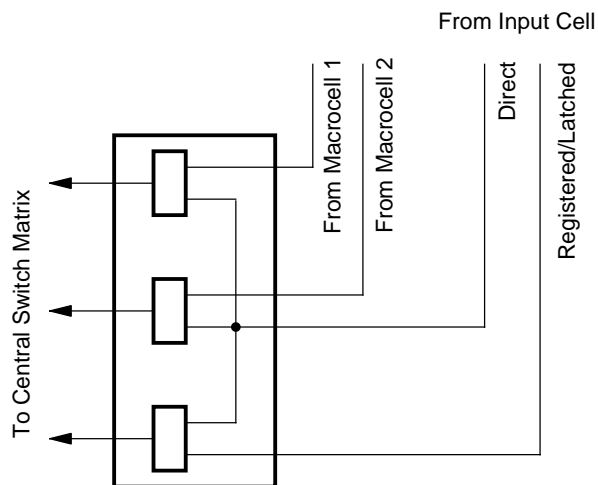 From Input Cell
From Macrocell 1
From Macrocell 2
Direct
Registered/Latched
To Central Switch Matrix